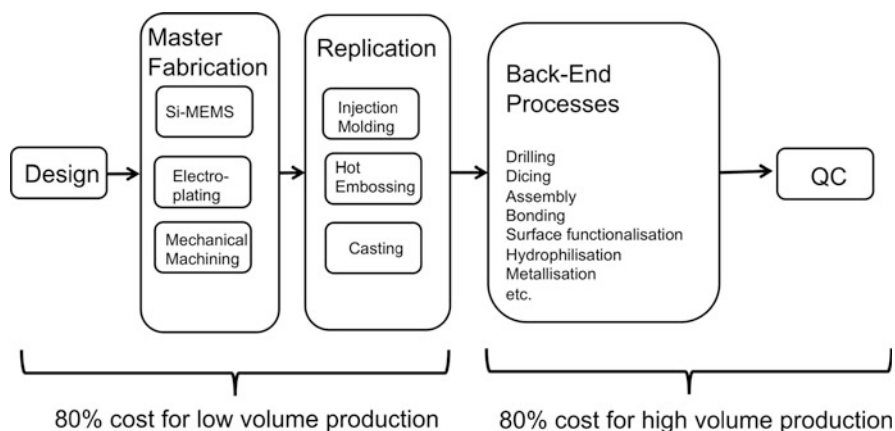 Design
Master
Fabrication
Si-MEMS
Electro-
plating
Mechanical
Machining
Replication
Injection
Molding
Hot
Embossing
Casting
Back-End
Processes
Drilling
Dicing
Assembly
Bonding
Surface functionalisation
Hydrophilisation
Metallisation
etc.
QC
80% cost for low volume production
80% cost for high volume production